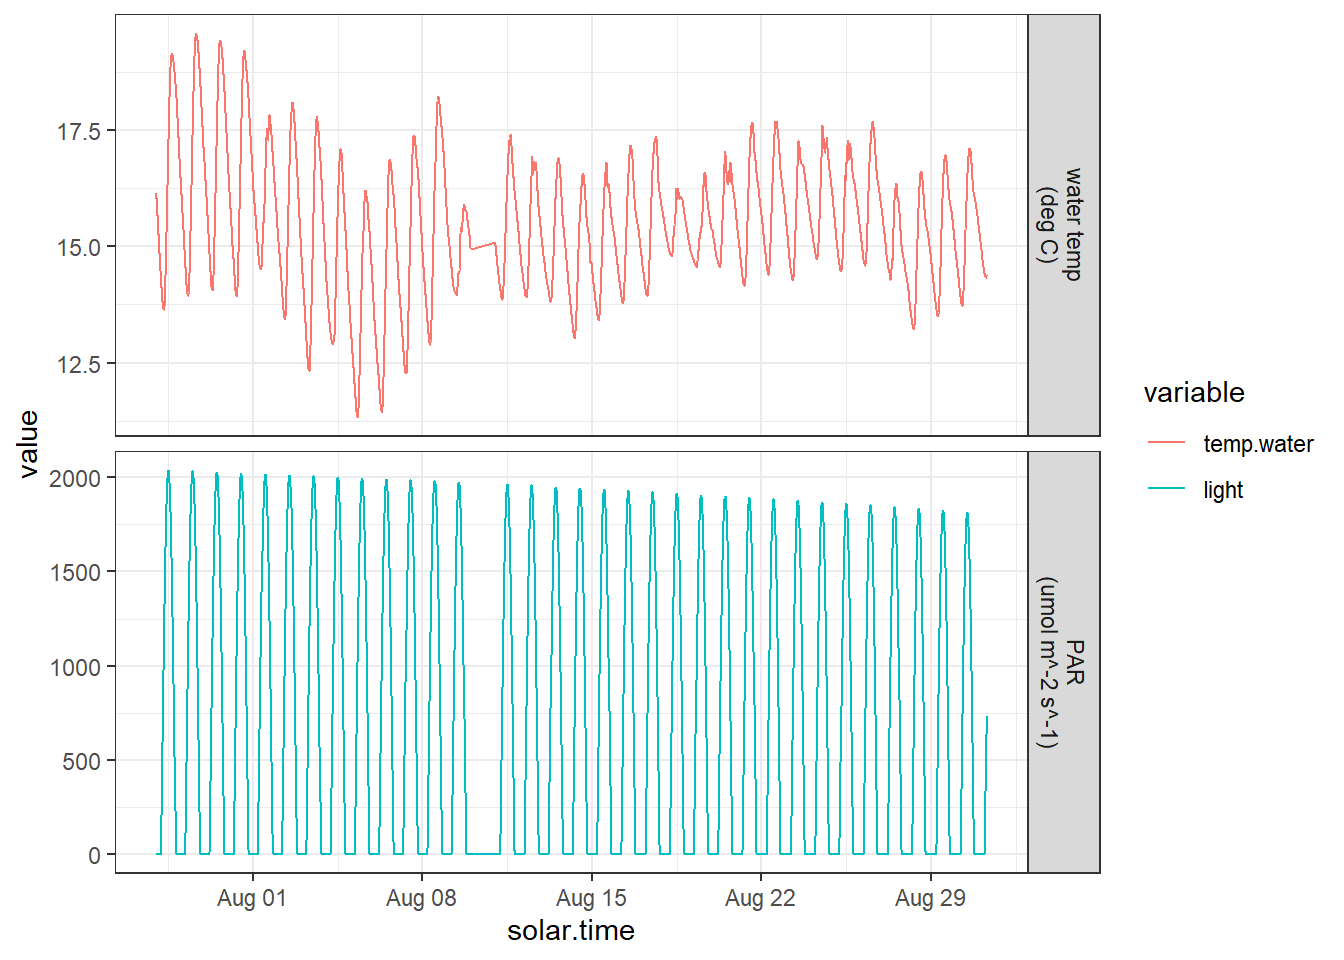 17.5
15.0
12.5
water temp
(deg C)
value
2000
1500
1000
500
0
PAR
(umol m^-2 s^-1)
Aug 01
Aug 08
Aug 15
Aug 22
Aug 29
solar.time
variable
temp.water
light